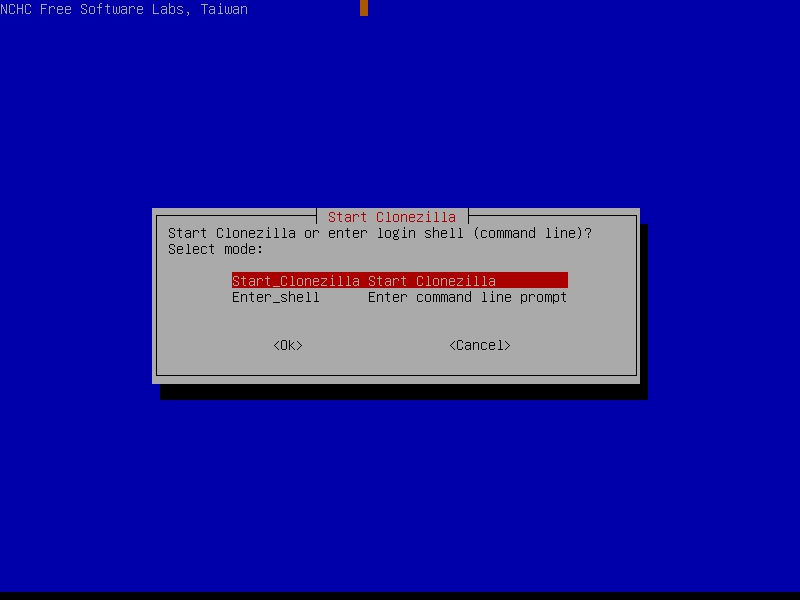 NCHC Free Software Labs, Taiwan
Start Clonezilla
Start Clonezilla or enter login shell (command line)?
Select mode:
Start_Clonezilla Start Clonezilla
Enter_shell Enter command line prompt
<Ok> <Cancel>